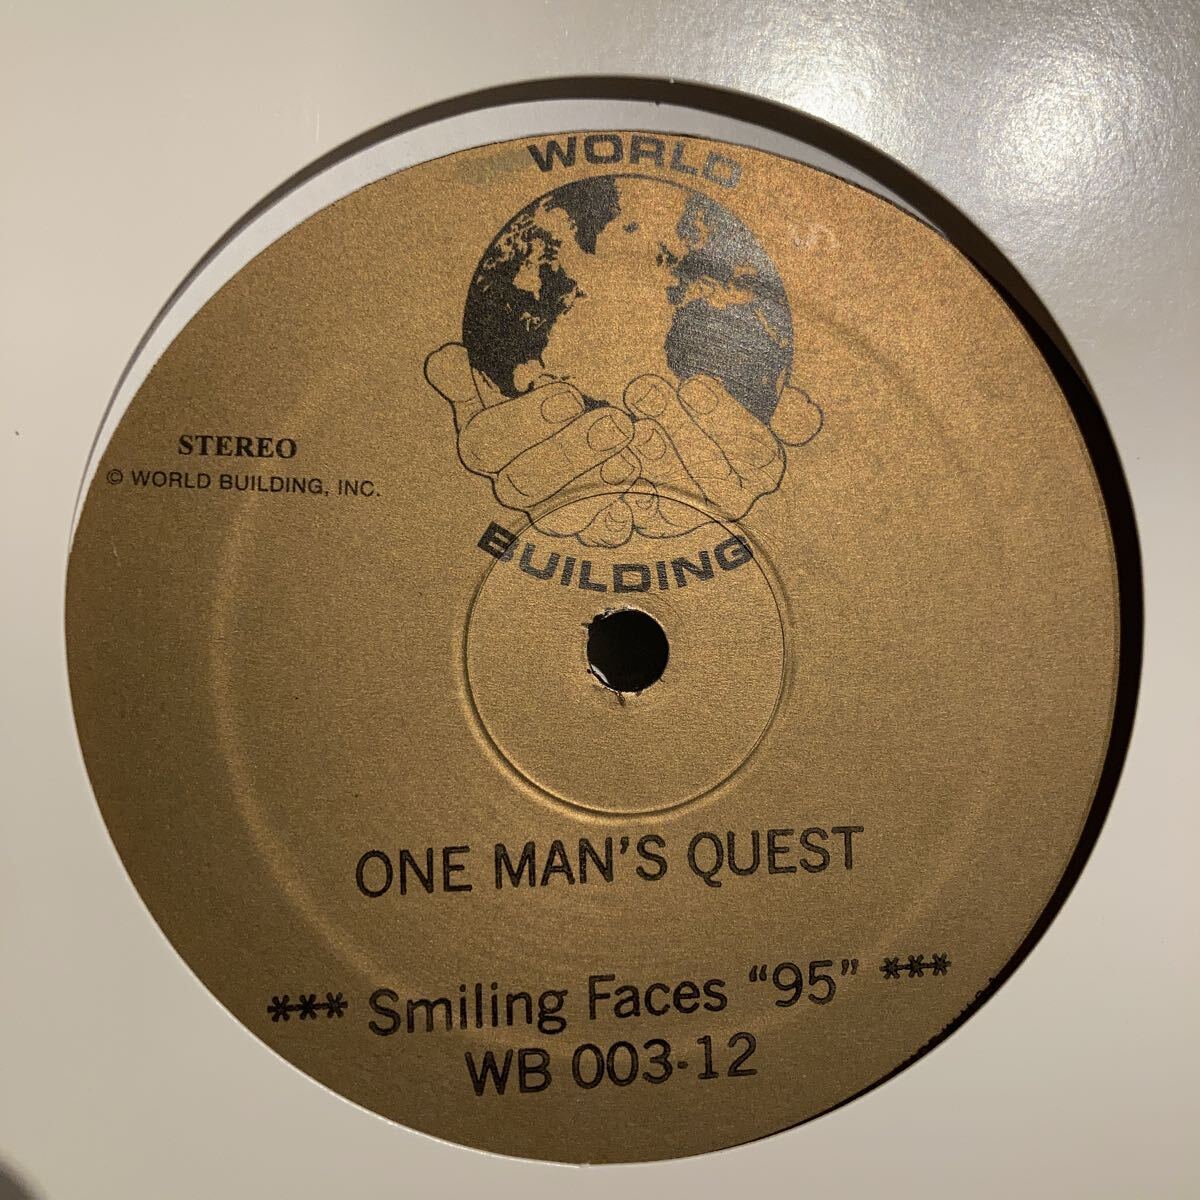 WORLD
BUILDING
STEREO
© WORLD BUILDING, INC.
ONE MAN'S QUEST
*** Smiling Faces “95” ***
WB 003-12